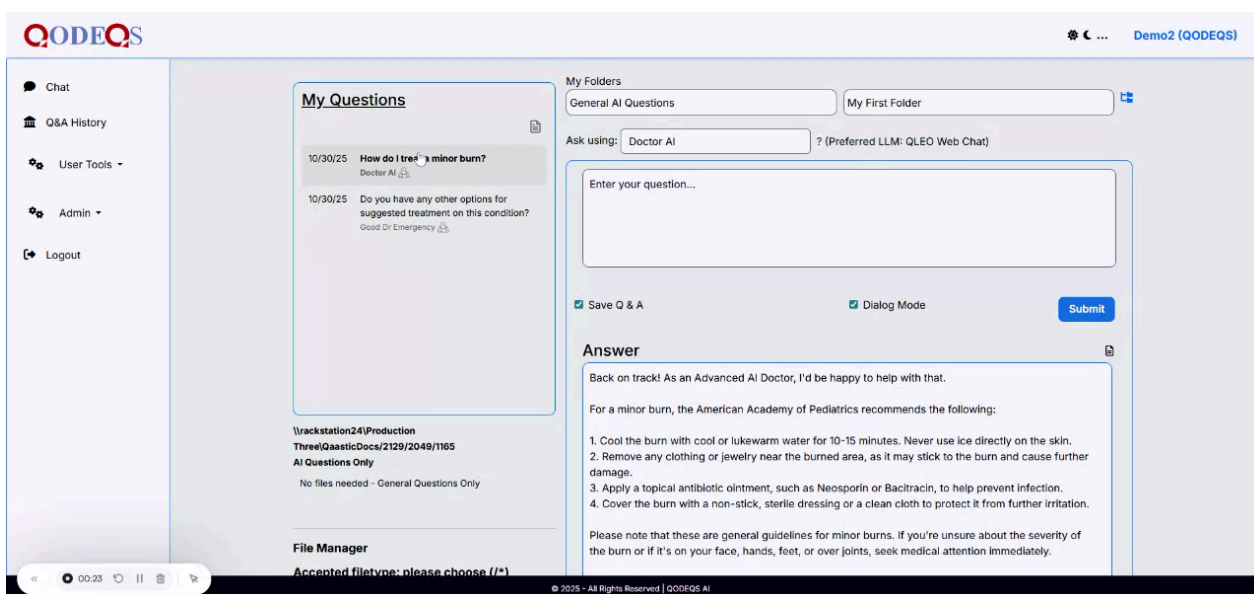 QODEQS
... Demo2 (QODEQS)
Chat
Q&A History
User Tools
Admin
Logout
My Questions
10/30/25 How do I treat a minor burn?
Doctor AI
10/30/25 Do you have any other options for
suggested treatment on this condition?
Good Dr Emergency
\\rackstation24\Production
Three\QaasticDocs/2129/2049/1165
AI Questions Only
No files needed - General Questions Only
File Manager
Accepted filetype: please choose (/*)
My Folders
General AI Questions
My First Folder
Ask using: Doctor AI ? (Preferred LLM: QLEO Web Chat)
Enter your question...
Save Q & A
Dialog Mode
Submit
Answer
Back on track! As an Advanced AI Doctor, I'd be happy to help with that.
For a minor burn, the American Academy of Pediatrics recommends the following:
1. Cool the burn with cool or lukewarm water for 10-15 minutes. Never use ice directly on the skin.
2. Remove any clothing or jewelry near the burned area, as it may stick to the burn and cause further
damage.
3. Apply a topical antibiotic ointment, such as Neosporin or Bacitracin, to help prevent infection.
4. Cover the burn with a non-stick, sterile dressing or a clean cloth to protect it from further irritation.
Please note that these are general guidelines for minor burns. If you're unsure about the severity of
the burn or if it's on your face, hands, feet, or over joints, seek medical attention immediately.
00:23
© 2025 - All Rights Reserved | QODEQS AI